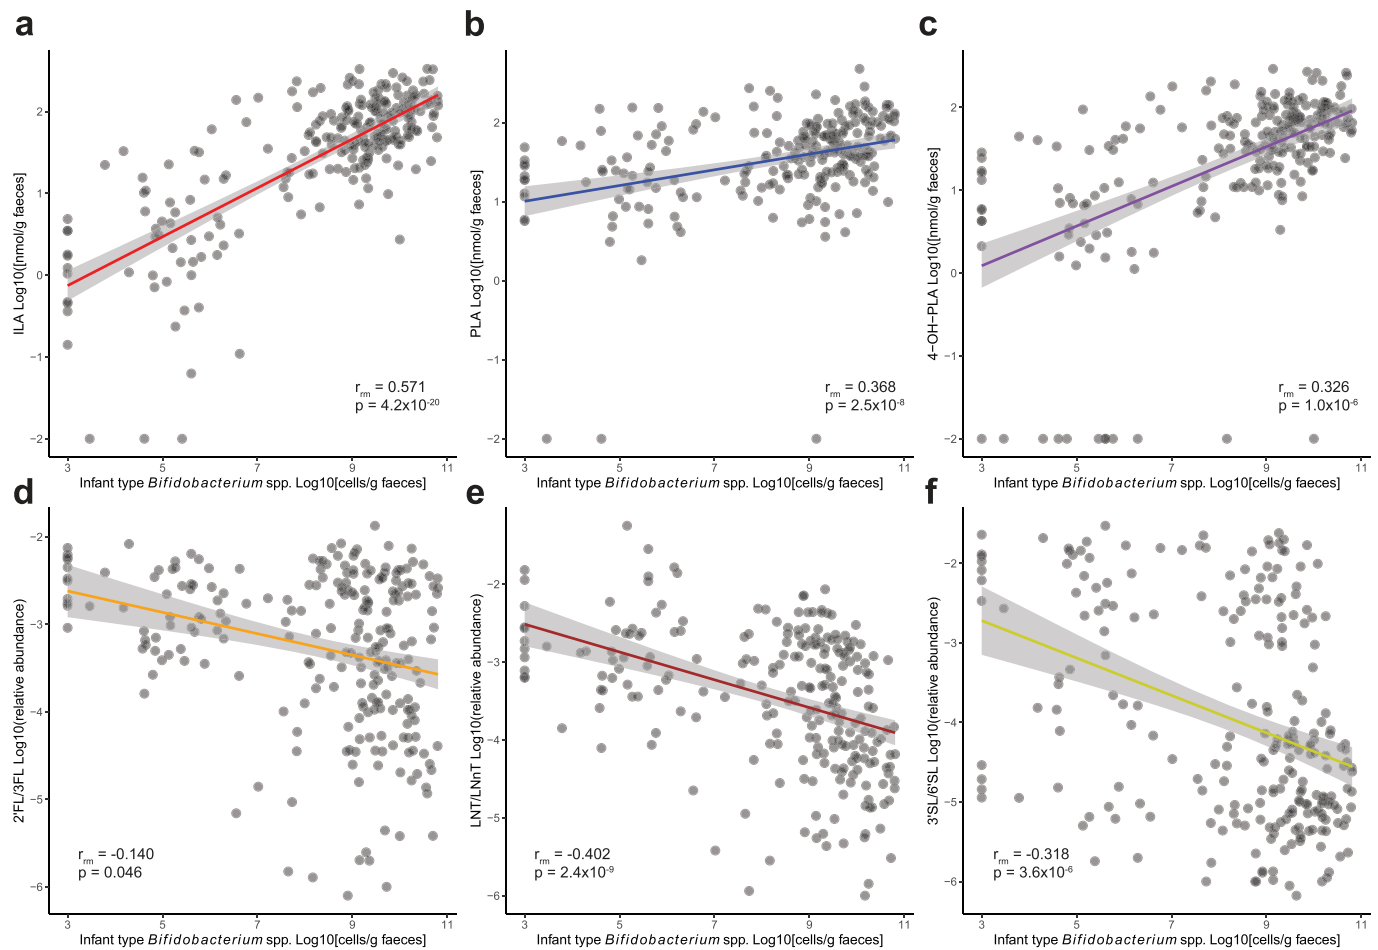 a
ILA Log10([nmol/g faeces]
2
1
0
−1
−2
r_rm = 0.571
p = 4.2x10^-20
3 5 7 9 11
Infant type Bifidobacterium spp. Log10[cells/g faeces]
b
PLA Log10([nmol/g faeces]
2
1
0
−1
−2
r_rm = 0.368
p = 2.5x10^-8
3 5 7 9 11
Infant type Bifidobacterium spp. Log10[cells/g faeces]
c
4−OH−PLA Log10([nmol/g faeces]
2
1
0
−1
−2
r_rm = 0.326
p = 1.0x10^-6
3 5 7 9 11
Infant type Bifidobacterium spp. Log10[cells/g faeces]
d
2'FL/3FL Log10(relative abundance)
−2
−3
−4
−5
−6
r_rm = -0.140
p = 0.046
3 5 7 9 11
Infant type Bifidobacterium spp. Log10[cells/g faeces]
e
LNT/LNnT Log10(relative abundance)
−2
−3
−4
−5
−6
r_rm = -0.402
p = 2.4x10^-9
3 5 7 9 11
Infant type Bifidobacterium spp. Log10[cells/g faeces]
f
3'SL/6'SL Log10(relative abundance)
−2
−3
−4
−5
−6
r_rm = -0.318
p = 3.6x10^-6
3 5 7 9 11
Infant type Bifidobacterium spp. Log10[cells/g faeces]